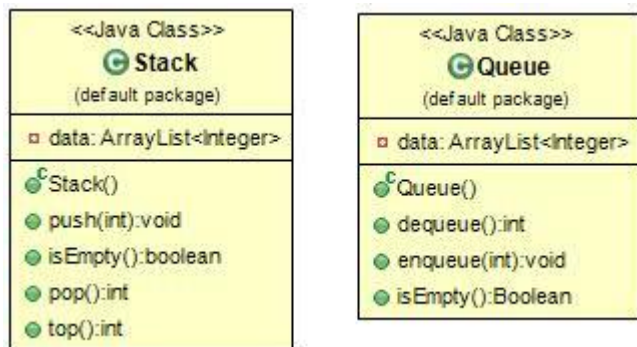 <<Java Class>>
C Stack
(default package)
data: ArrayList<Integer>
C Stack()
push(int):void
isEmpty():boolean
pop():int
top():int
<<Java Class>>
C Queue
(default package)
data: ArrayList<Integer>
C Queue()
dequeue():int
enqueue(int):void
isEmpty():Boolean